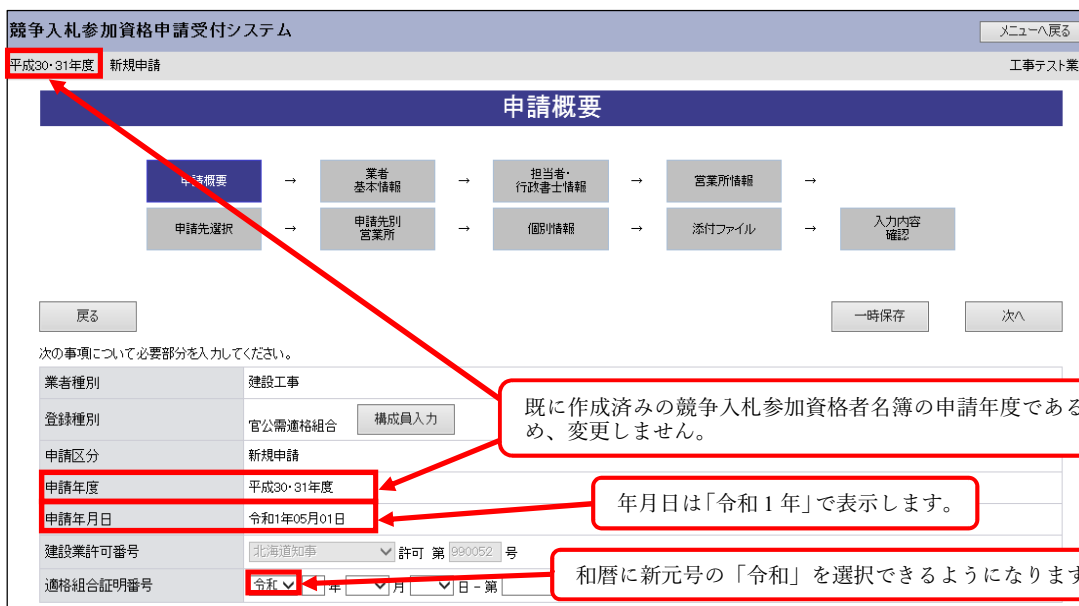 競争入札参加資格申請受付システム
メニューへ戻る
平成30・31年度 新規申請
工事テスト業
申請概要
申請概要 → 業者基本情報 → 担当者・行政書士情報 → 営業所情報 →
申請先選択 → 申請先別営業所 → 個別情報 → 添付ファイル → 入力内容確認
戻る
一時保存
次へ
次の事項について必要部分を入力してください。
業者種別 建設工事
登録種別 官公需適格組合 構成員入力
既に作成済みの競争入札参加資格者名簿の申請年度である
め、変更しません。
申請区分 新規申請
申請年度 平成30・31年度
年月日は「令和1年」で表示します。
申請年月日 令和1年05月01日
建設業許可番号 北海道知事 許可 第 990052 号
和暦に新元号の「令和」を選択できるようになります
適格組合証明番号 令和 年 月 日 - 第